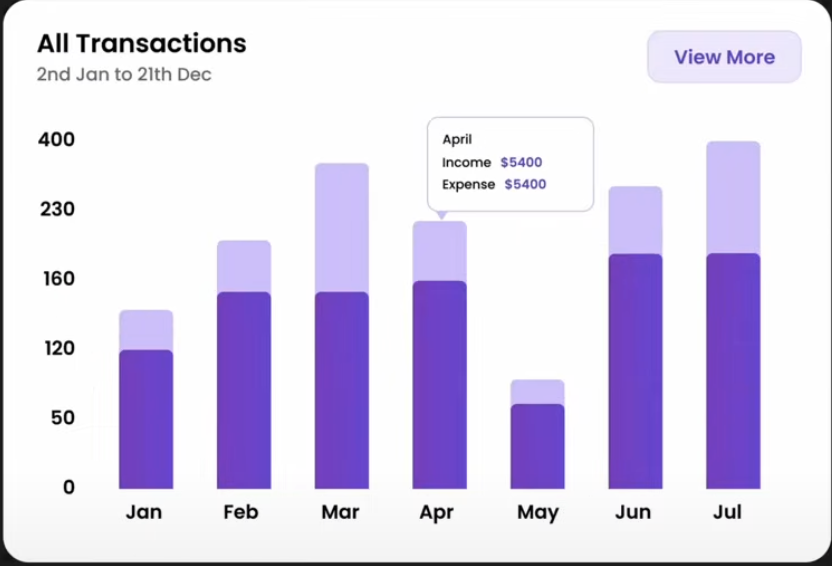 All Transactions
2nd Jan to 21th Dec
View More
400
230
160
120
50
0
April
Income $5400
Expense $5400
Jan Feb Mar Apr May Jun Jul